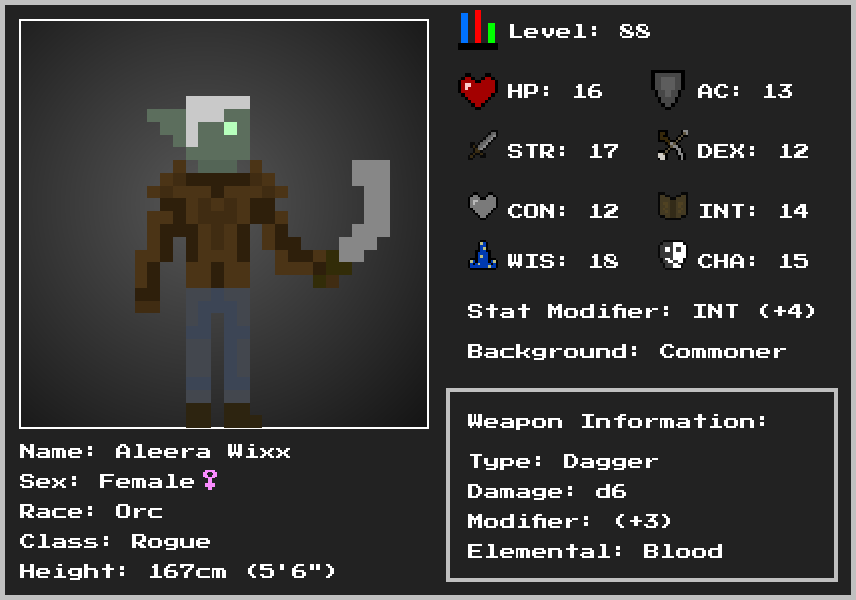 Level: 88
HP: 16 AC: 13
STR: 17 DEX: 12
CON: 12 INT: 14
WIS: 18 CHA: 15
Stat Modifier: INT (+4)
Background: Commoner
Weapon Information:
Type: Dagger
Damage: d6
Modifier: (+3)
Elemental: Blood
Name: Aleera Wixx
Sex: Female♀
Race: Orc
Class: Rogue
Height: 167cm (5'6")